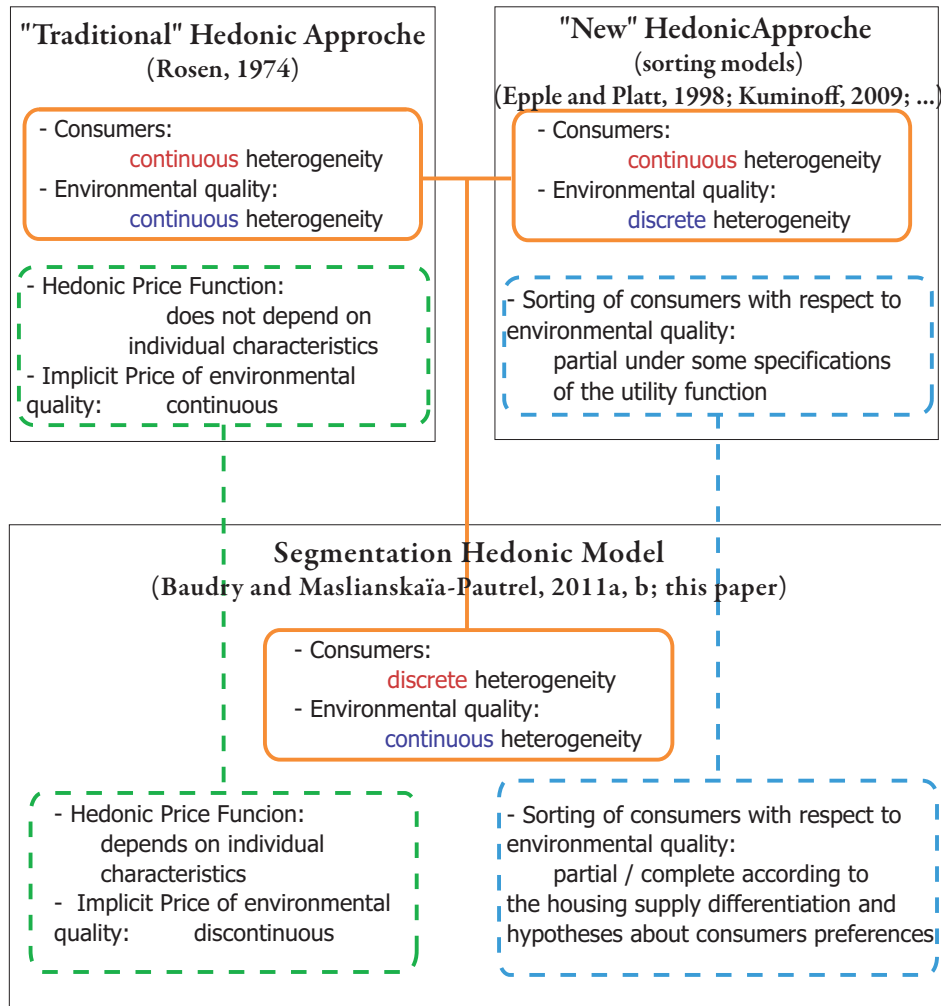 "Traditional" Hedonic Approche
(Rosen, 1974)
- Consumers:
continuous heterogeneity
- Environmental quality:
continuous heterogeneity
- Hedonic Price Function:
does not depend on
individual characteristics
- Implicit Price of environmental
quality: continuous
"New" HedonicApproche
(sorting models)
(Epple and Platt, 1998; Kuminoff, 2009; ...)
- Consumers:
continuous heterogeneity
- Environmental quality:
discrete heterogeneity
- Sorting of consumers with respect to
environmental quality:
partial under some specifications
of the utility function
Segmentation Hedonic Model
(Baudry and Maslianskaïa-Pautrel, 2011a, b; this paper)
- Consumers:
discrete heterogeneity
- Environmental quality:
continuous heterogeneity
- Hedonic Price Funcion:
depends on individual
characteristics
- Implicit Price of environmental
quality: discontinuous
- Sorting of consumers with respect to
environmental quality:
partial / complete according to
the housing supply differentiation and
hypotheses about consumers preferences